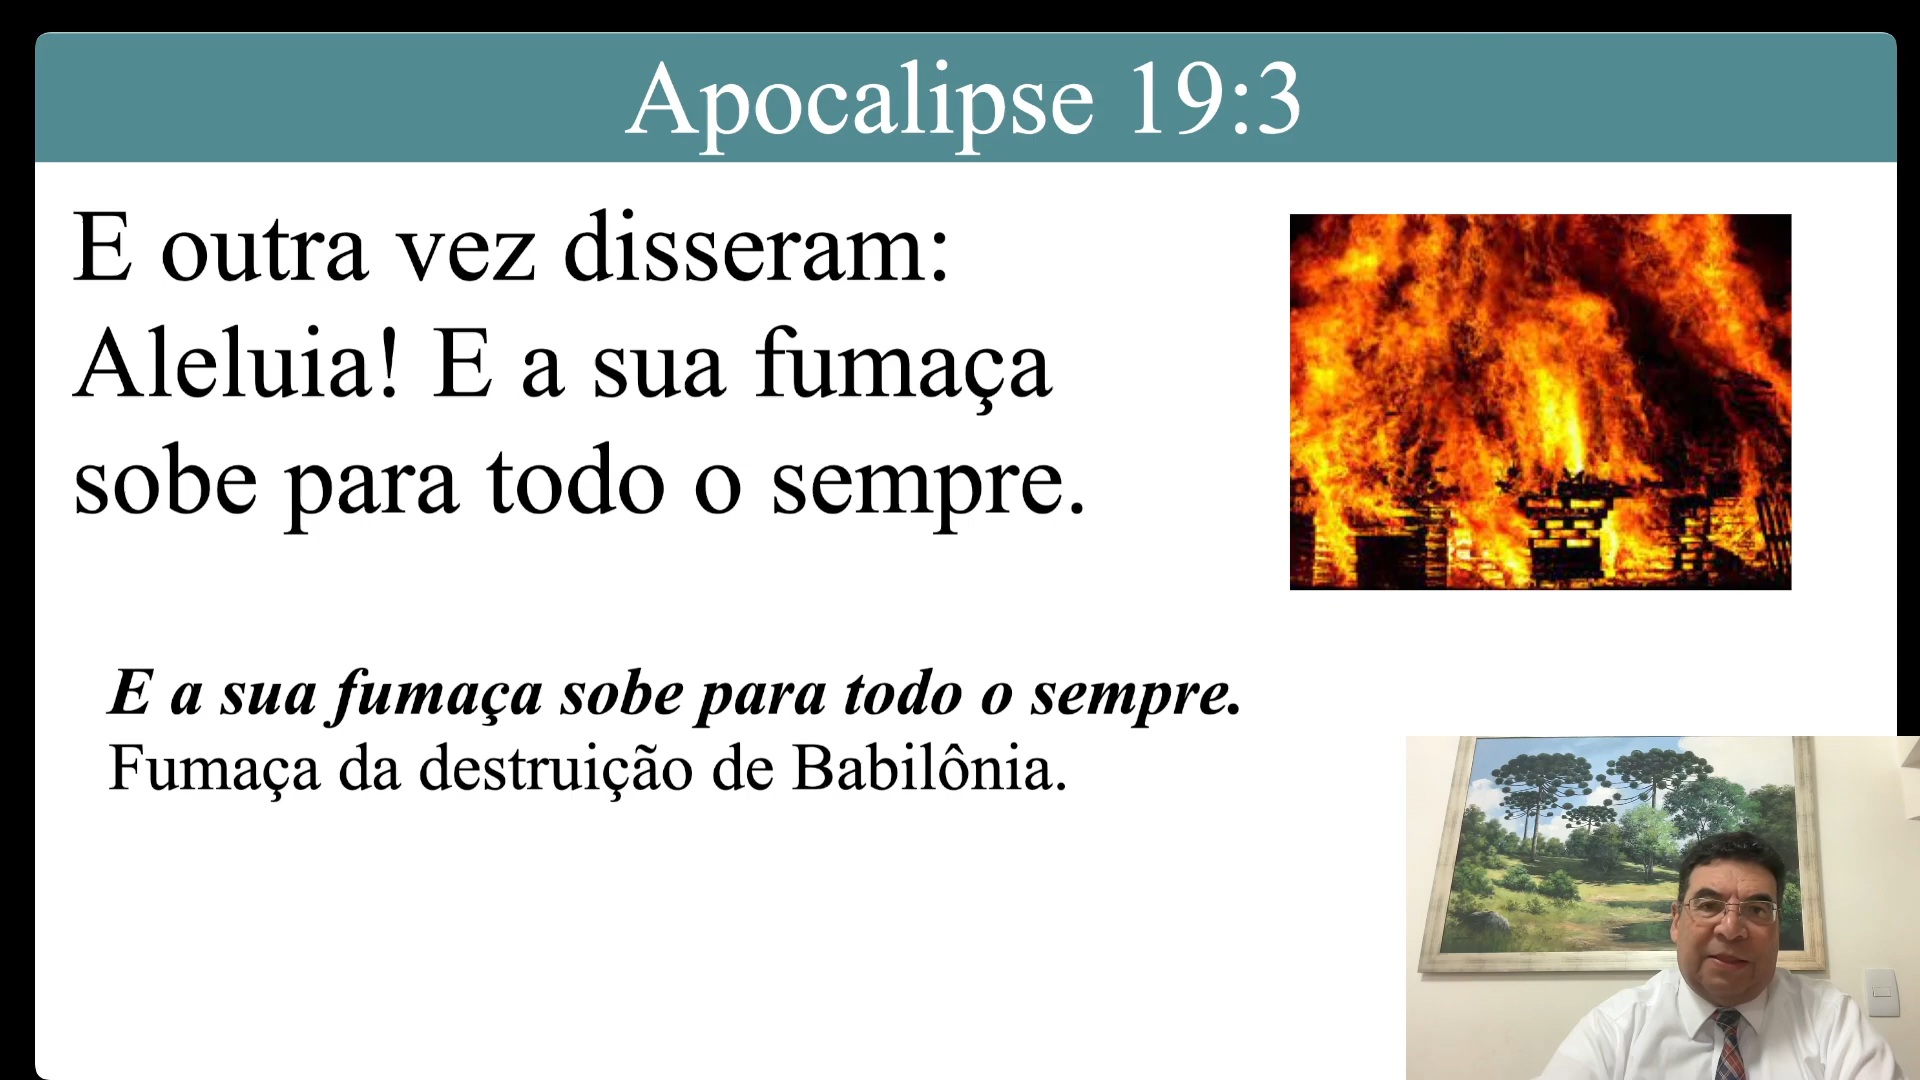 Apocalipse 19:3
E outra vez disseram:
Aleluia! E a sua fumaça
sobe para todo o sempre.
E a sua fumaça sobe para todo o sempre.
Fumaça da destruição de Babilônia.